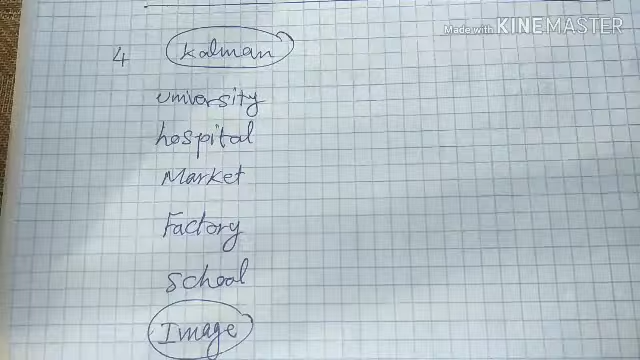 Made with KINEMASTER
4 Kalman
university
hospital
Market
Factory
School
Image